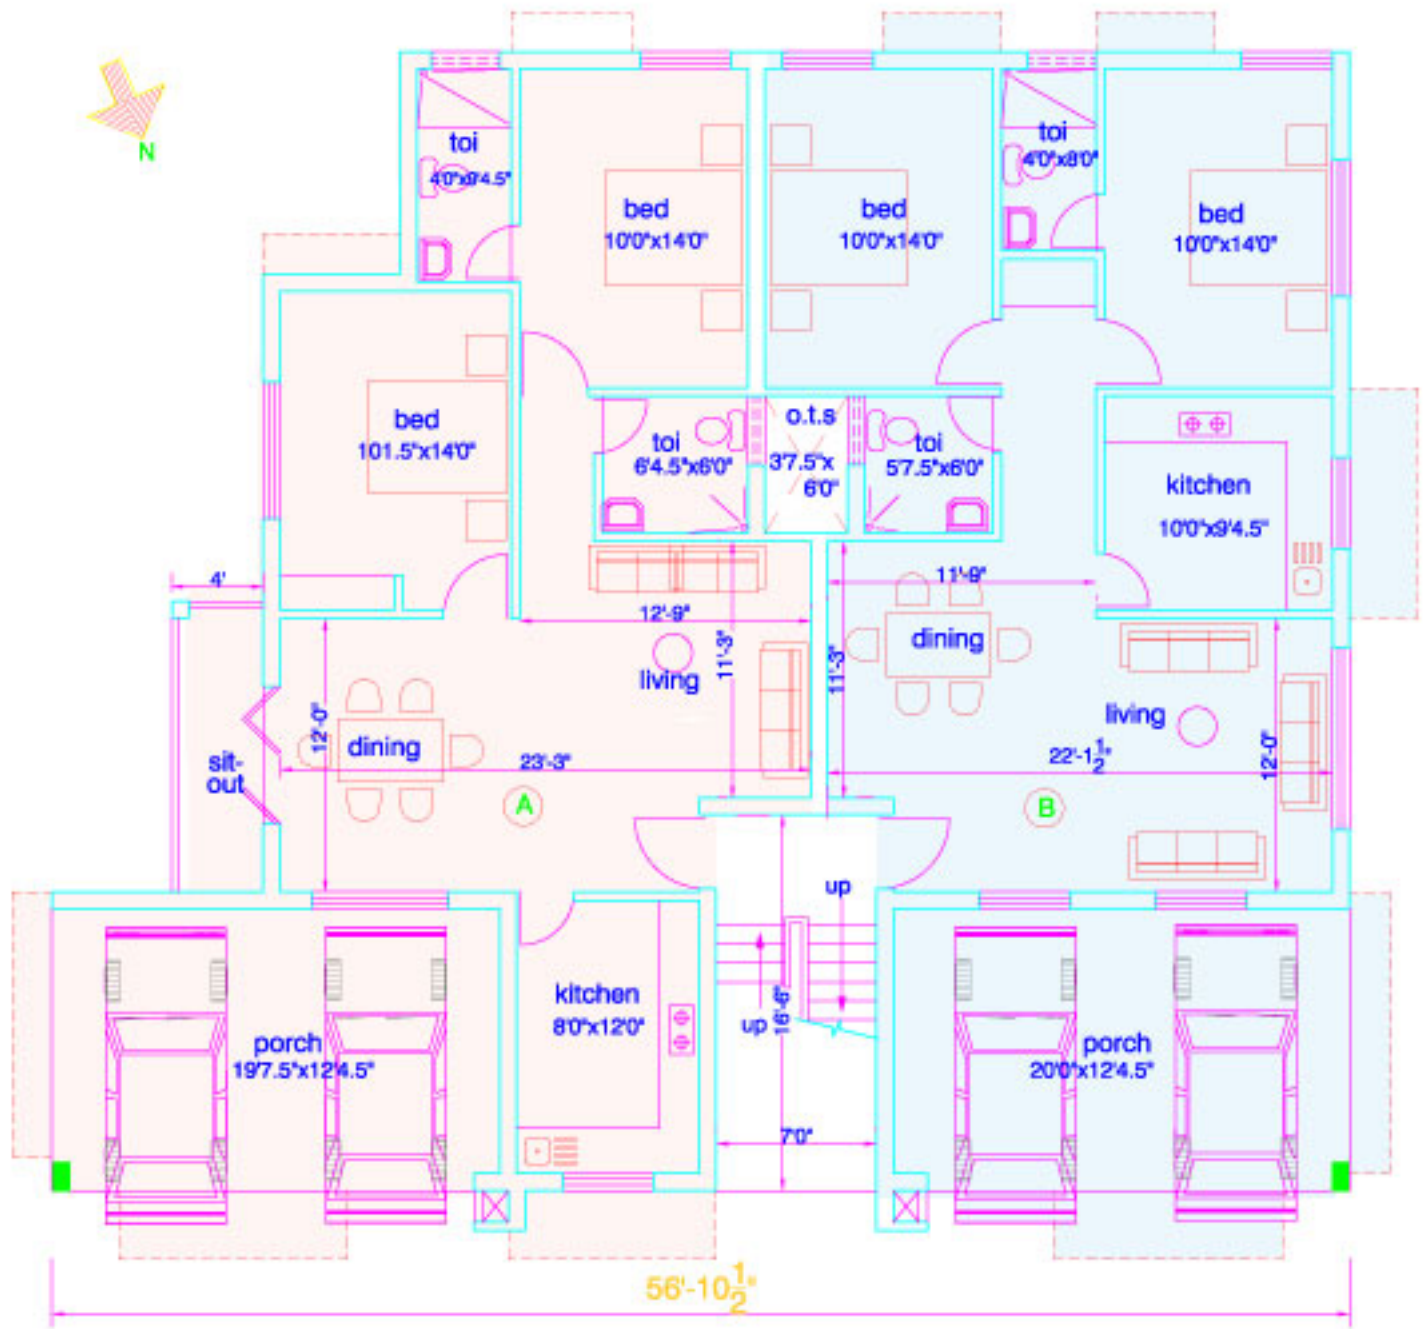 N
toi
4'0"x9'4.5"
bed
10'0"x14'0"
bed
10'0"x14'0"
toi
4'0"x8'0"
bed
10'0"x14'0"
bed
101.5"x14'0"
toi
6'4.5"x6'0"
o.t.s
3'7.5"x
6'0"
toi
5'7.5"x6'0"
kitchen
10'0"x9'4.5"
4'
12'-9"
11'-3"
living
11'-9"
11'-3"
dining
living
12'-0"
dining
23'-3"
sit-
out
22'-1 1/2"
12'-0"
A
B
up
kitchen
8'0"x12'0"
up
16'-6"
porch
19'7.5"x12'4.5"
porch
20'0"x12'4.5"
7'0"
56'-10 1/2"